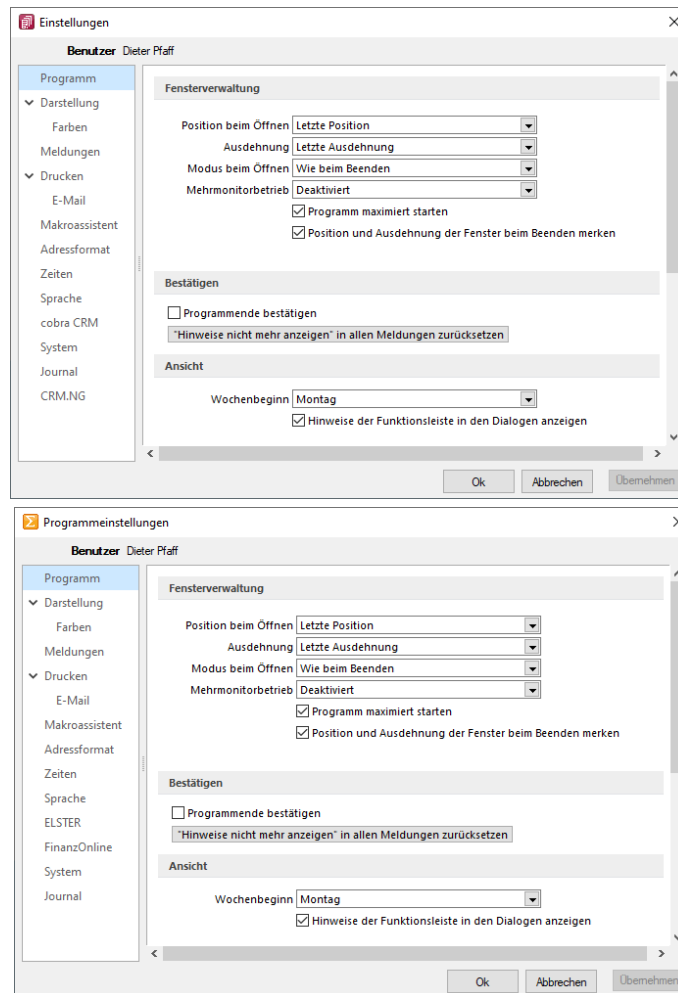 Einstellungen
Benutzer Dieter Pfaff
Programm
Darstellung
Farben
Meldungen
Drucken
E-Mail
Makroassistent
Adressformat
Zeiten
Sprache
cobra CRM
System
Journal
CRM.NG
Fensterverwaltung
Position beim Öffnen Letzte Position
Ausdehnung Letzte Ausdehnung
Modus beim Öffnen Wie beim Beenden
Mehrmonitorbetrieb Deaktiviert
Programm maximiert starten
Position und Ausdehnung der Fenster beim Beenden merken
Bestätigen
Programmende bestätigen
"Hinweise nicht mehr anzeigen" in allen Meldungen zurücksetzen
Ansicht
Wochenbeginn Montag
Hinweise der Funktionsleiste in den Dialogen anzeigen
Ok Abbrechen Übernehmen
Programmeinstellungen
Benutzer Dieter Pfaff
Programm
Darstellung
Farben
Meldungen
Drucken
E-Mail
Makroassistent
Adressformat
Zeiten
Sprache
ELSTER
FinanzOnline
System
Journal
Fensterverwaltung
Position beim Öffnen Letzte Position
Ausdehnung Letzte Ausdehnung
Modus beim Öffnen Wie beim Beenden
Mehrmonitorbetrieb Deaktiviert
Programm maximiert starten
Position und Ausdehnung der Fenster beim Beenden merken
Bestätigen
Programmende bestätigen
"Hinweise nicht mehr anzeigen" in allen Meldungen zurücksetzen
Ansicht
Wochenbeginn Montag
Hinweise der Funktionsleiste in den Dialogen anzeigen
Ok Abbrechen Übernehmen